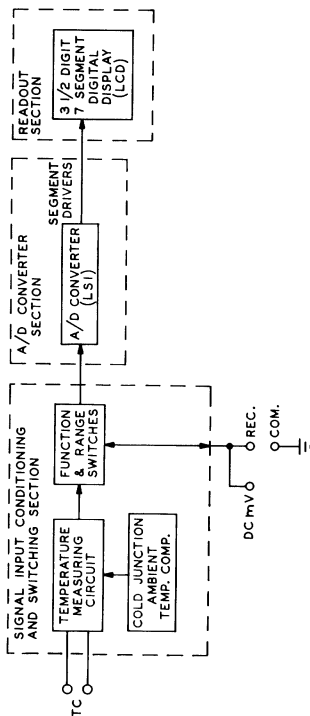 TC
SIGNAL INPUT CONDITIONING
AND SWITCHING SECTION
TEMPERATURE
MEASURING
CIRCUIT
COLD JUNCTION
AMBIENT
TEMP. COMP.
FUNCTION
& RANGE
SWITCHES
DC mV
REC.
COM.
A/D CONVERTER
SECTION
A/D CONVERTER
(LSI)
SEGMENT
DRIVERS
READOUT
SECTION
3 1/2 DIGIT
7 SEGMENT
DIGITAL
DISPLAY
(LCD)